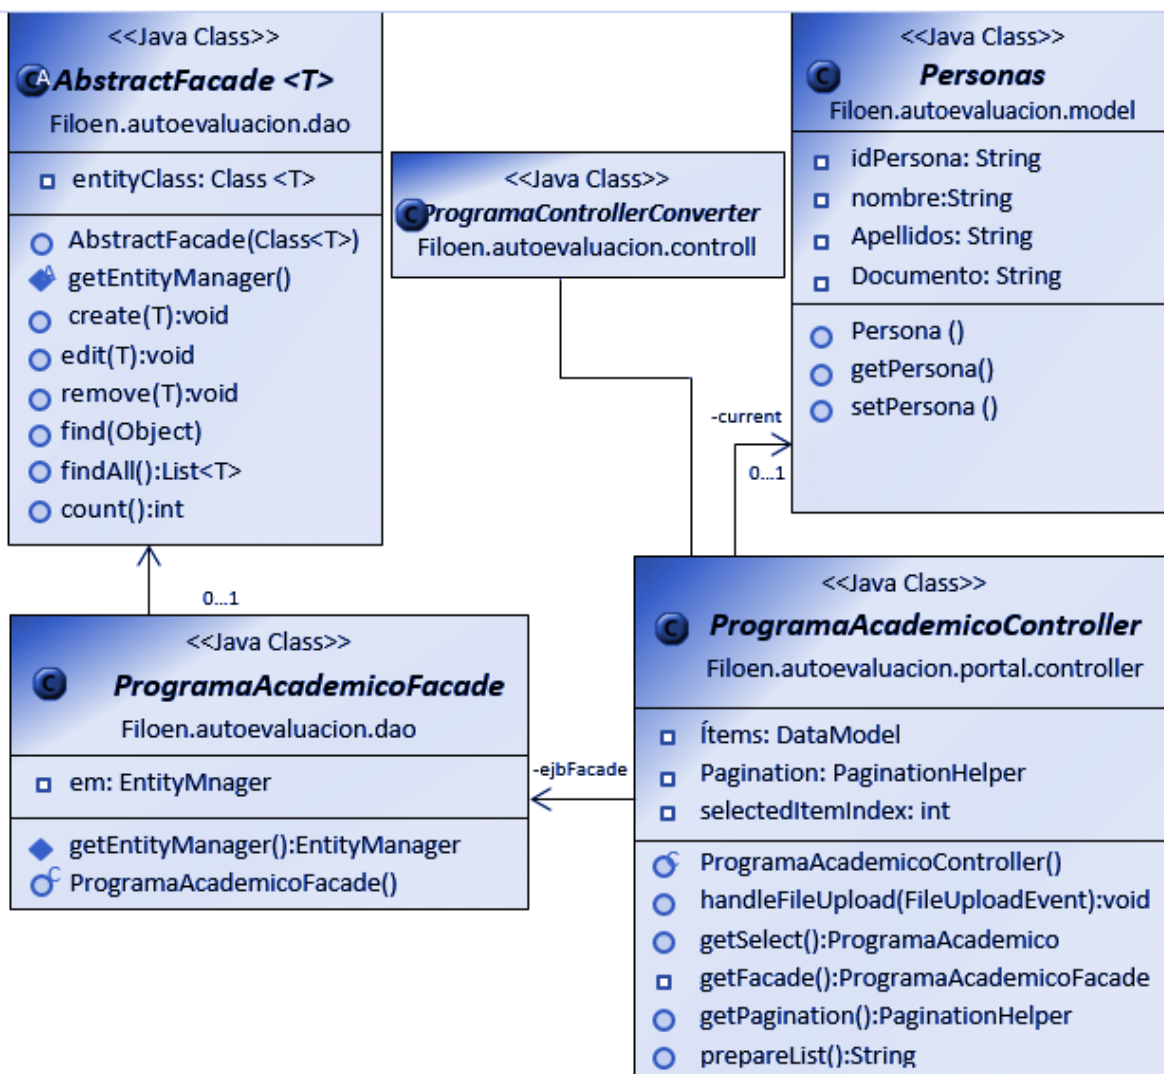 <<Java Class>>
AbstractFacade <T>
Filoen.autoevaluacion.dao
entityClass: Class <T>
AbstractFacade(Class<T>)
getEntityManager()
create(T):void
edit(T):void
remove(T):void
find(Object)
findAll():List<T>
count():int
<<Java Class>>
ProgramaControllerConverter
Filoen.autoevaluacion.controll
<<Java Class>>
Personas
Filoen.autoevaluacion.model
idPersona: String
nombre:String
Apellidos: String
Documento: String
Persona ()
getPersona()
setPersona ()
-current
0...1
0...1
<<Java Class>>
ProgramaAcademicoFacade
Filoen.autoevaluacion.dao
em: EntityMnager
getEntityManager():EntityManager
ProgramaAcademicoFacade()
-ejbFacade
<<Java Class>>
ProgramaAcademicoController
Filoen.autoevaluacion.portal.controller
Ítems: DataModel
Pagination: PaginationHelper
selectedItemIndex: int
ProgramaAcademicoController()
handleFileUpload(FileUploadEvent):void
getSelect():ProgramaAcademico
getFacade():ProgramaAcademicoFacade
getPagination():PaginationHelper
prepareList():String